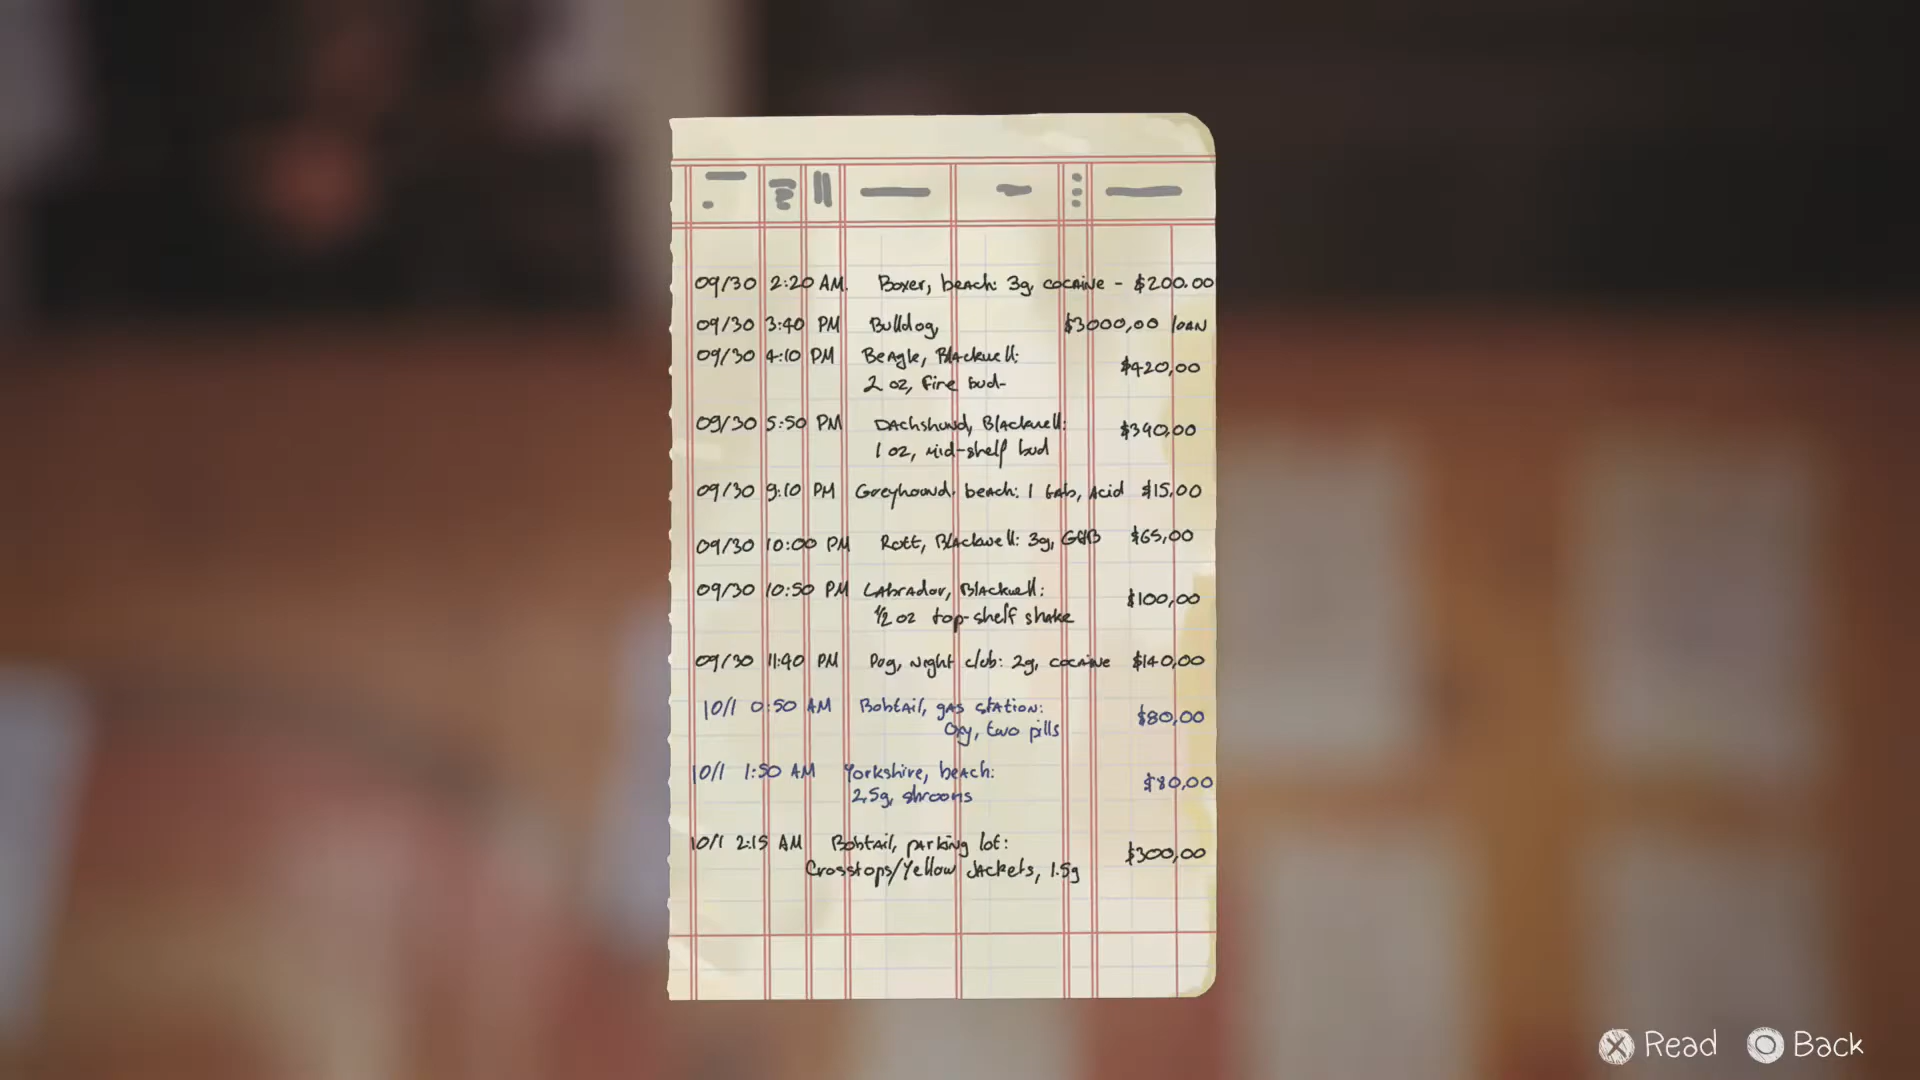 09/30 2:20 AM. Boxer, beach: 3g, cocaine - $200.00
09/30 3:40 PM Bulldog, $3000,00 loan
09/30 4:10 PM Beagle, Blackwell: $420,00
2 oz, fire bud-
09/30 5:50 PM Dachshund, Blackwell: $390,00
1 oz, mid-shelf bud
09/30 9:10 PM Greyhound, beach: 1 tab, acid $15,00
09/30 10:00 PM Rott, Blackwell: 3g, GHB $65,00
09/30 10:50 PM Labrador, Blackwell: $100,00
1/2 oz top-shelf shake
09/30 11:40 PM Pog, night club: 2g, cocaine $140,00
10/1 0:50 AM Bobtail, gas station: $80,00
Oxy, two pills
10/1 1:50 AM Yorkshire, beach: $80,00
2,5g, shrooms
10/1 2:15 AM Bobtail, parking lot: $300,00
Crosstops/Yellow Jackets, 1.5g
Read Back